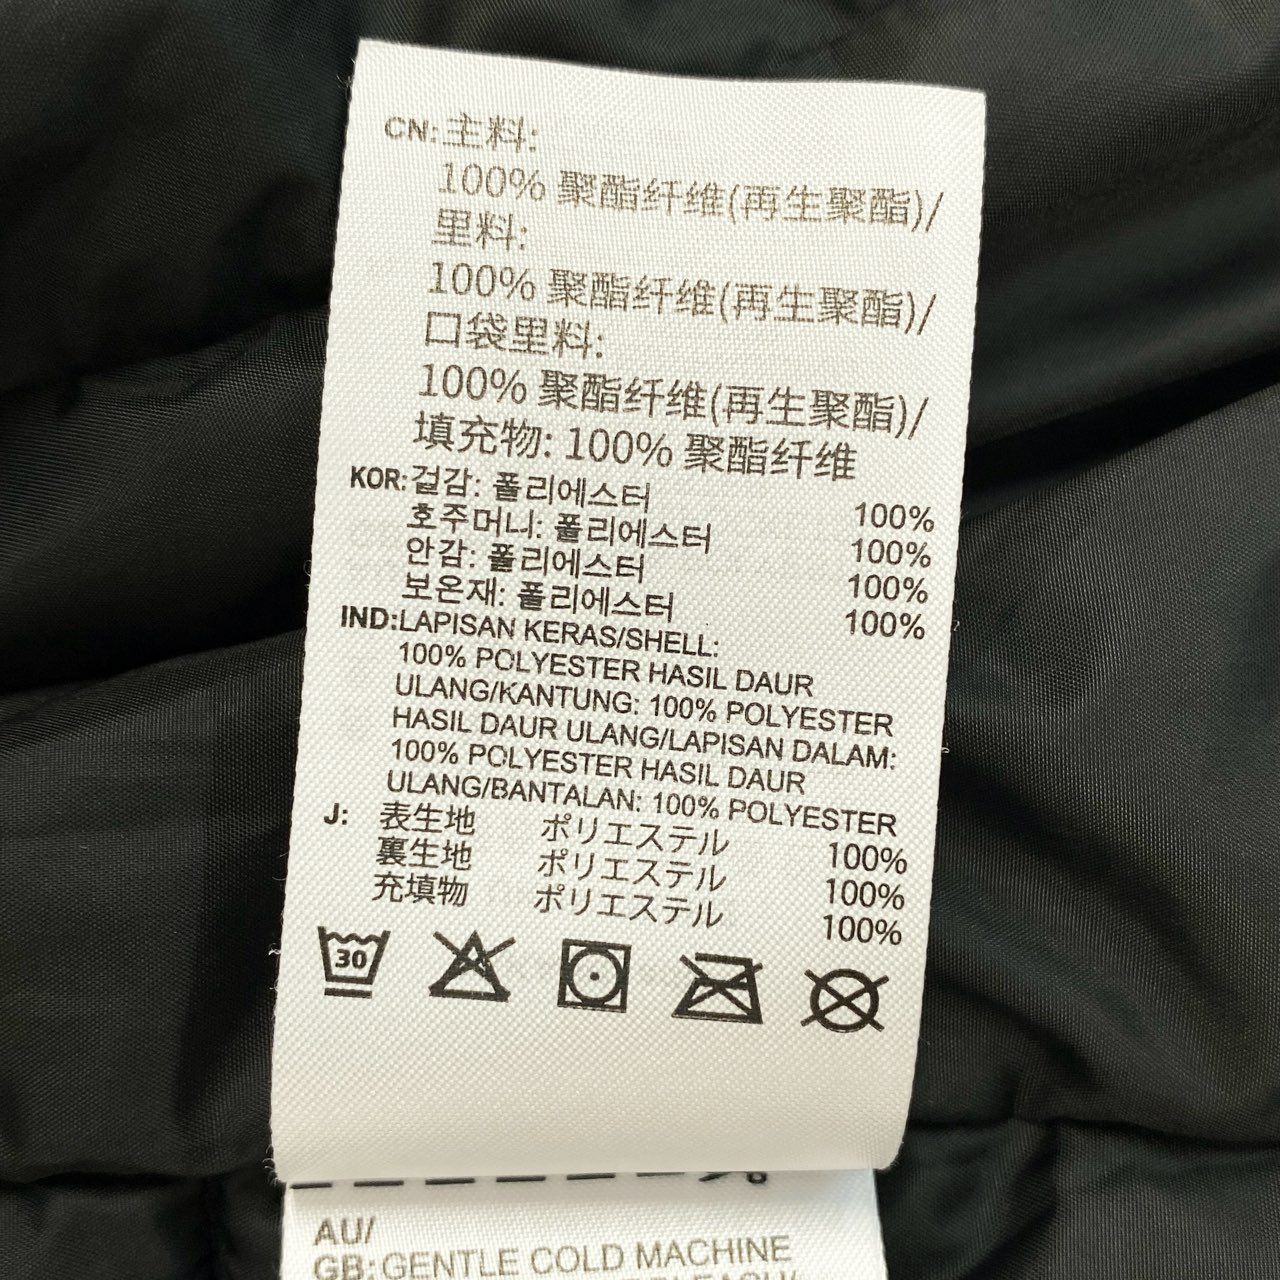 CN: 主料:
100% 聚酯纤维(再生聚酯)/
里料:
100% 聚酯纤维(再生聚酯)/
口袋里料:
100% 聚酯纤维(再生聚酯)/
填充物: 100% 聚酯纤维
KOR: 겉감: 폴리에스터 100%
호주머니: 폴리에스터 100%
안감: 폴리에스터 100%
보온재: 폴리에스터 100%
IND: LAPISAN KERAS/SHELL:
100% POLYESTER HASIL DAUR
ULANG/KANTUNG: 100% POLYESTER
HASIL DAUR ULANG/LAPISAN DALAM:
100% POLYESTER HASIL DAUR
ULANG/BANTALAN: 100% POLYESTER
J: 表生地 ポリエステル 100%
裏生地 ポリエステル 100%
充填物 ポリエステル 100%
30
AU/
GB: GENTLE COLD MACHINE